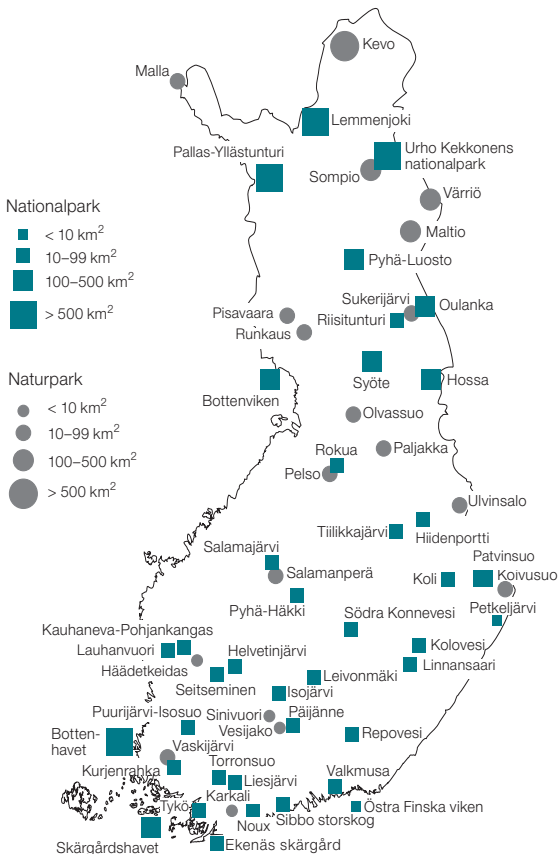 Kevo
Malla
Lemmenjoki
Urho Kekkonens
nationalpark
Pallas-Yllästunturi
Sompio
Värriö
Maltio
Nationalpark
< 10 km²
10–99 km²
100–500 km²
> 500 km²
Pyhä-Luosto
Sukerijärvi
Oulanka
Pisavaara
Riisitunturi
Runkaus
Naturpark
< 10 km²
10–99 km²
100–500 km²
> 500 km²
Syöte
Hossa
Bottenviken
Olvassuo
Paljakka
Rokua
Pelso
Ulvinsalo
Tiilikkajärvi
Hiidenportti
Salamajärvi
Patvinsuo
Salamanperä
Koli
Koivusuo
Pyhä-Häkki
Petkeljärvi
Södra Konnevesi
Kauhaneva-Pohjankangas
Lauhanvuori
Helvetinjärvi
Kolovesi
Häädetkeidas
Linnansaari
Seitseminen
Leivonmäki
Isojärvi
Puurijärvi-Isosuo
Sinivuori
Päijänne
Botten-
havet
Vesijako
Repovesi
Vaskijärvi
Kurjenrahka
Torronsuo
Liesjärvi
Valkmusa
Karkali
Tykö
Noux
Sibbo storskog
Östra Finska viken
Skärgårdshavet
Ekenäs skärgård